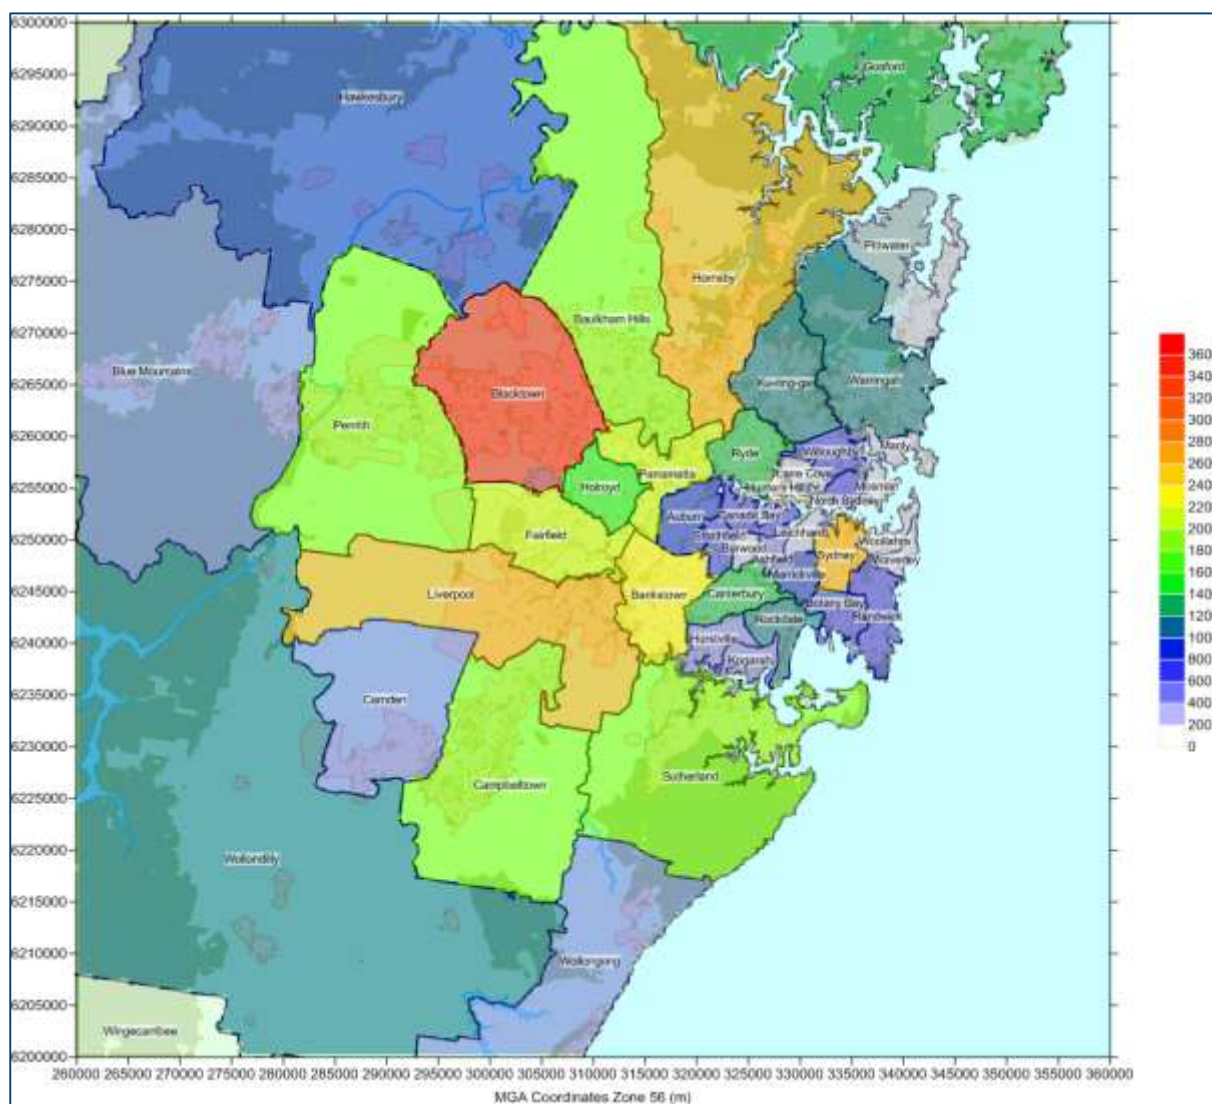 6300000
6295000
6290000
6285000
6280000
6275000
6270000
6265000
6260000
6255000
6250000
6245000
6240000
6235000
6230000
6225000
6220000
6215000
6210000
6205000
6200000
260000 265000 270000 275000 280000 285000 290000 295000 300000 305000 310000 315000 320000 325000 330000 335000 340000 345000 350000 355000 360000
MGA Coordinates Zone 56 (m)
Gosford
Hawkesbury
Pittwater
Hornsby
Baulkham Hills
Blue Mountains
Ku-ring-gai
Warringah
Blacktown
Penrith
Manly
Ryde
Willoughby
Parramatta
Lane Cove
Holroyd
Hunters Hill
Mosman
North Sydney
Auburn
Canada Bay
Fairfield
Strathfield
Leichhardt
Woollahra
Burwood
Sydney
Ashfield
Waverley
Marrickville
Liverpool
Bankstown
Canterbury
Botany Bay
Randwick
Rockdale
Hurstville
Kogarah
Camden
Sutherland
Campbelltown
Wollondilly
Wollongong
Wingecarribee
360
340
320
300
280
260
240
220
200
180
160
140
120
100
800
600
400
200
0